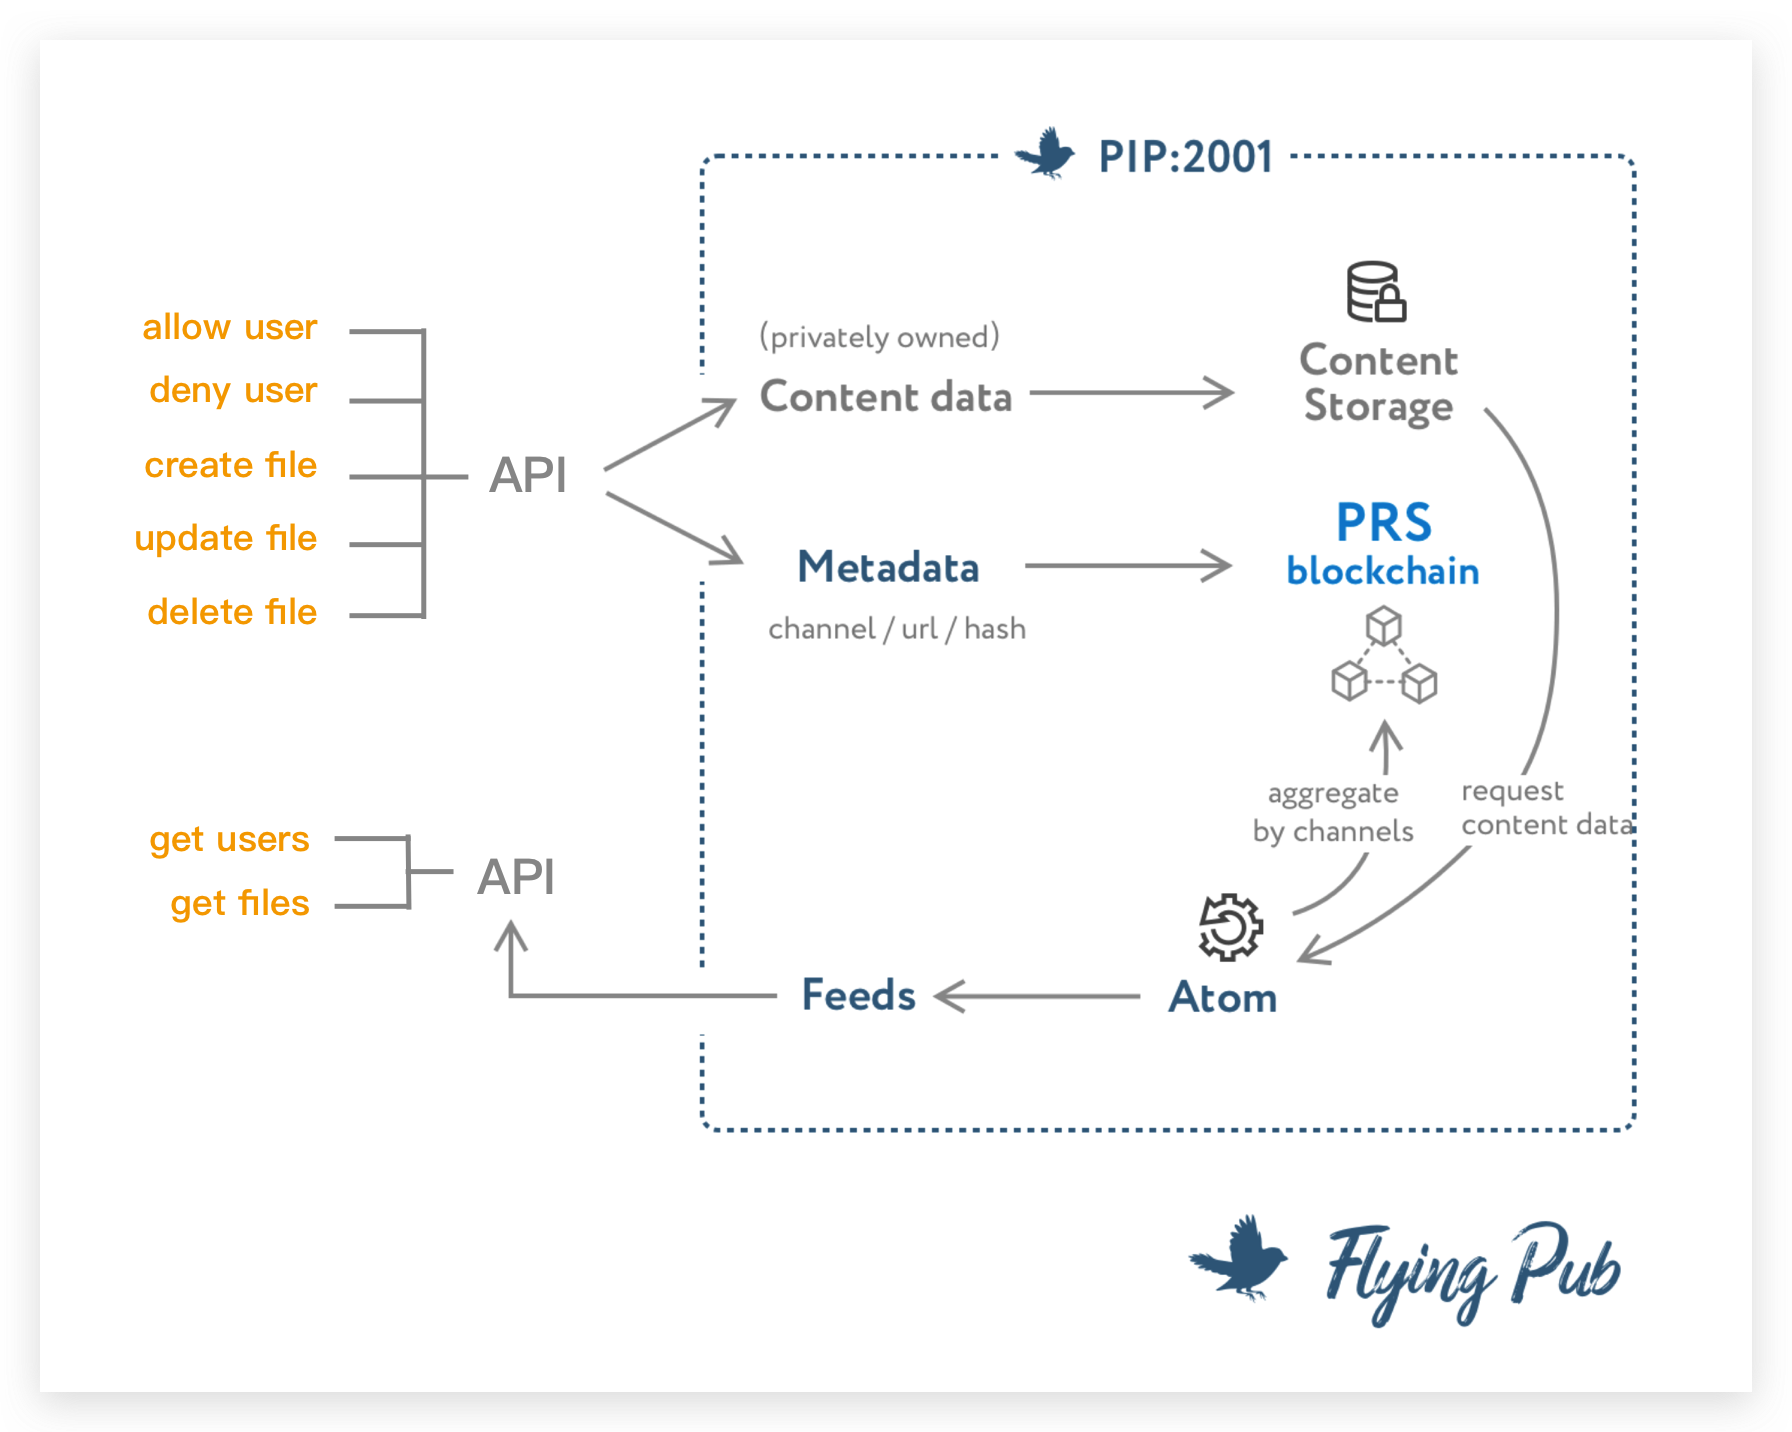 PIP:2001
allow user
deny user
create file
update file
delete file
API
(privately owned)
Content data
Content
Storage
Metadata
channel / url / hash
PRS
blockchain
aggregate
by channels
request
content data
get users
get files
API
Feeds
Atom
Flying Pub